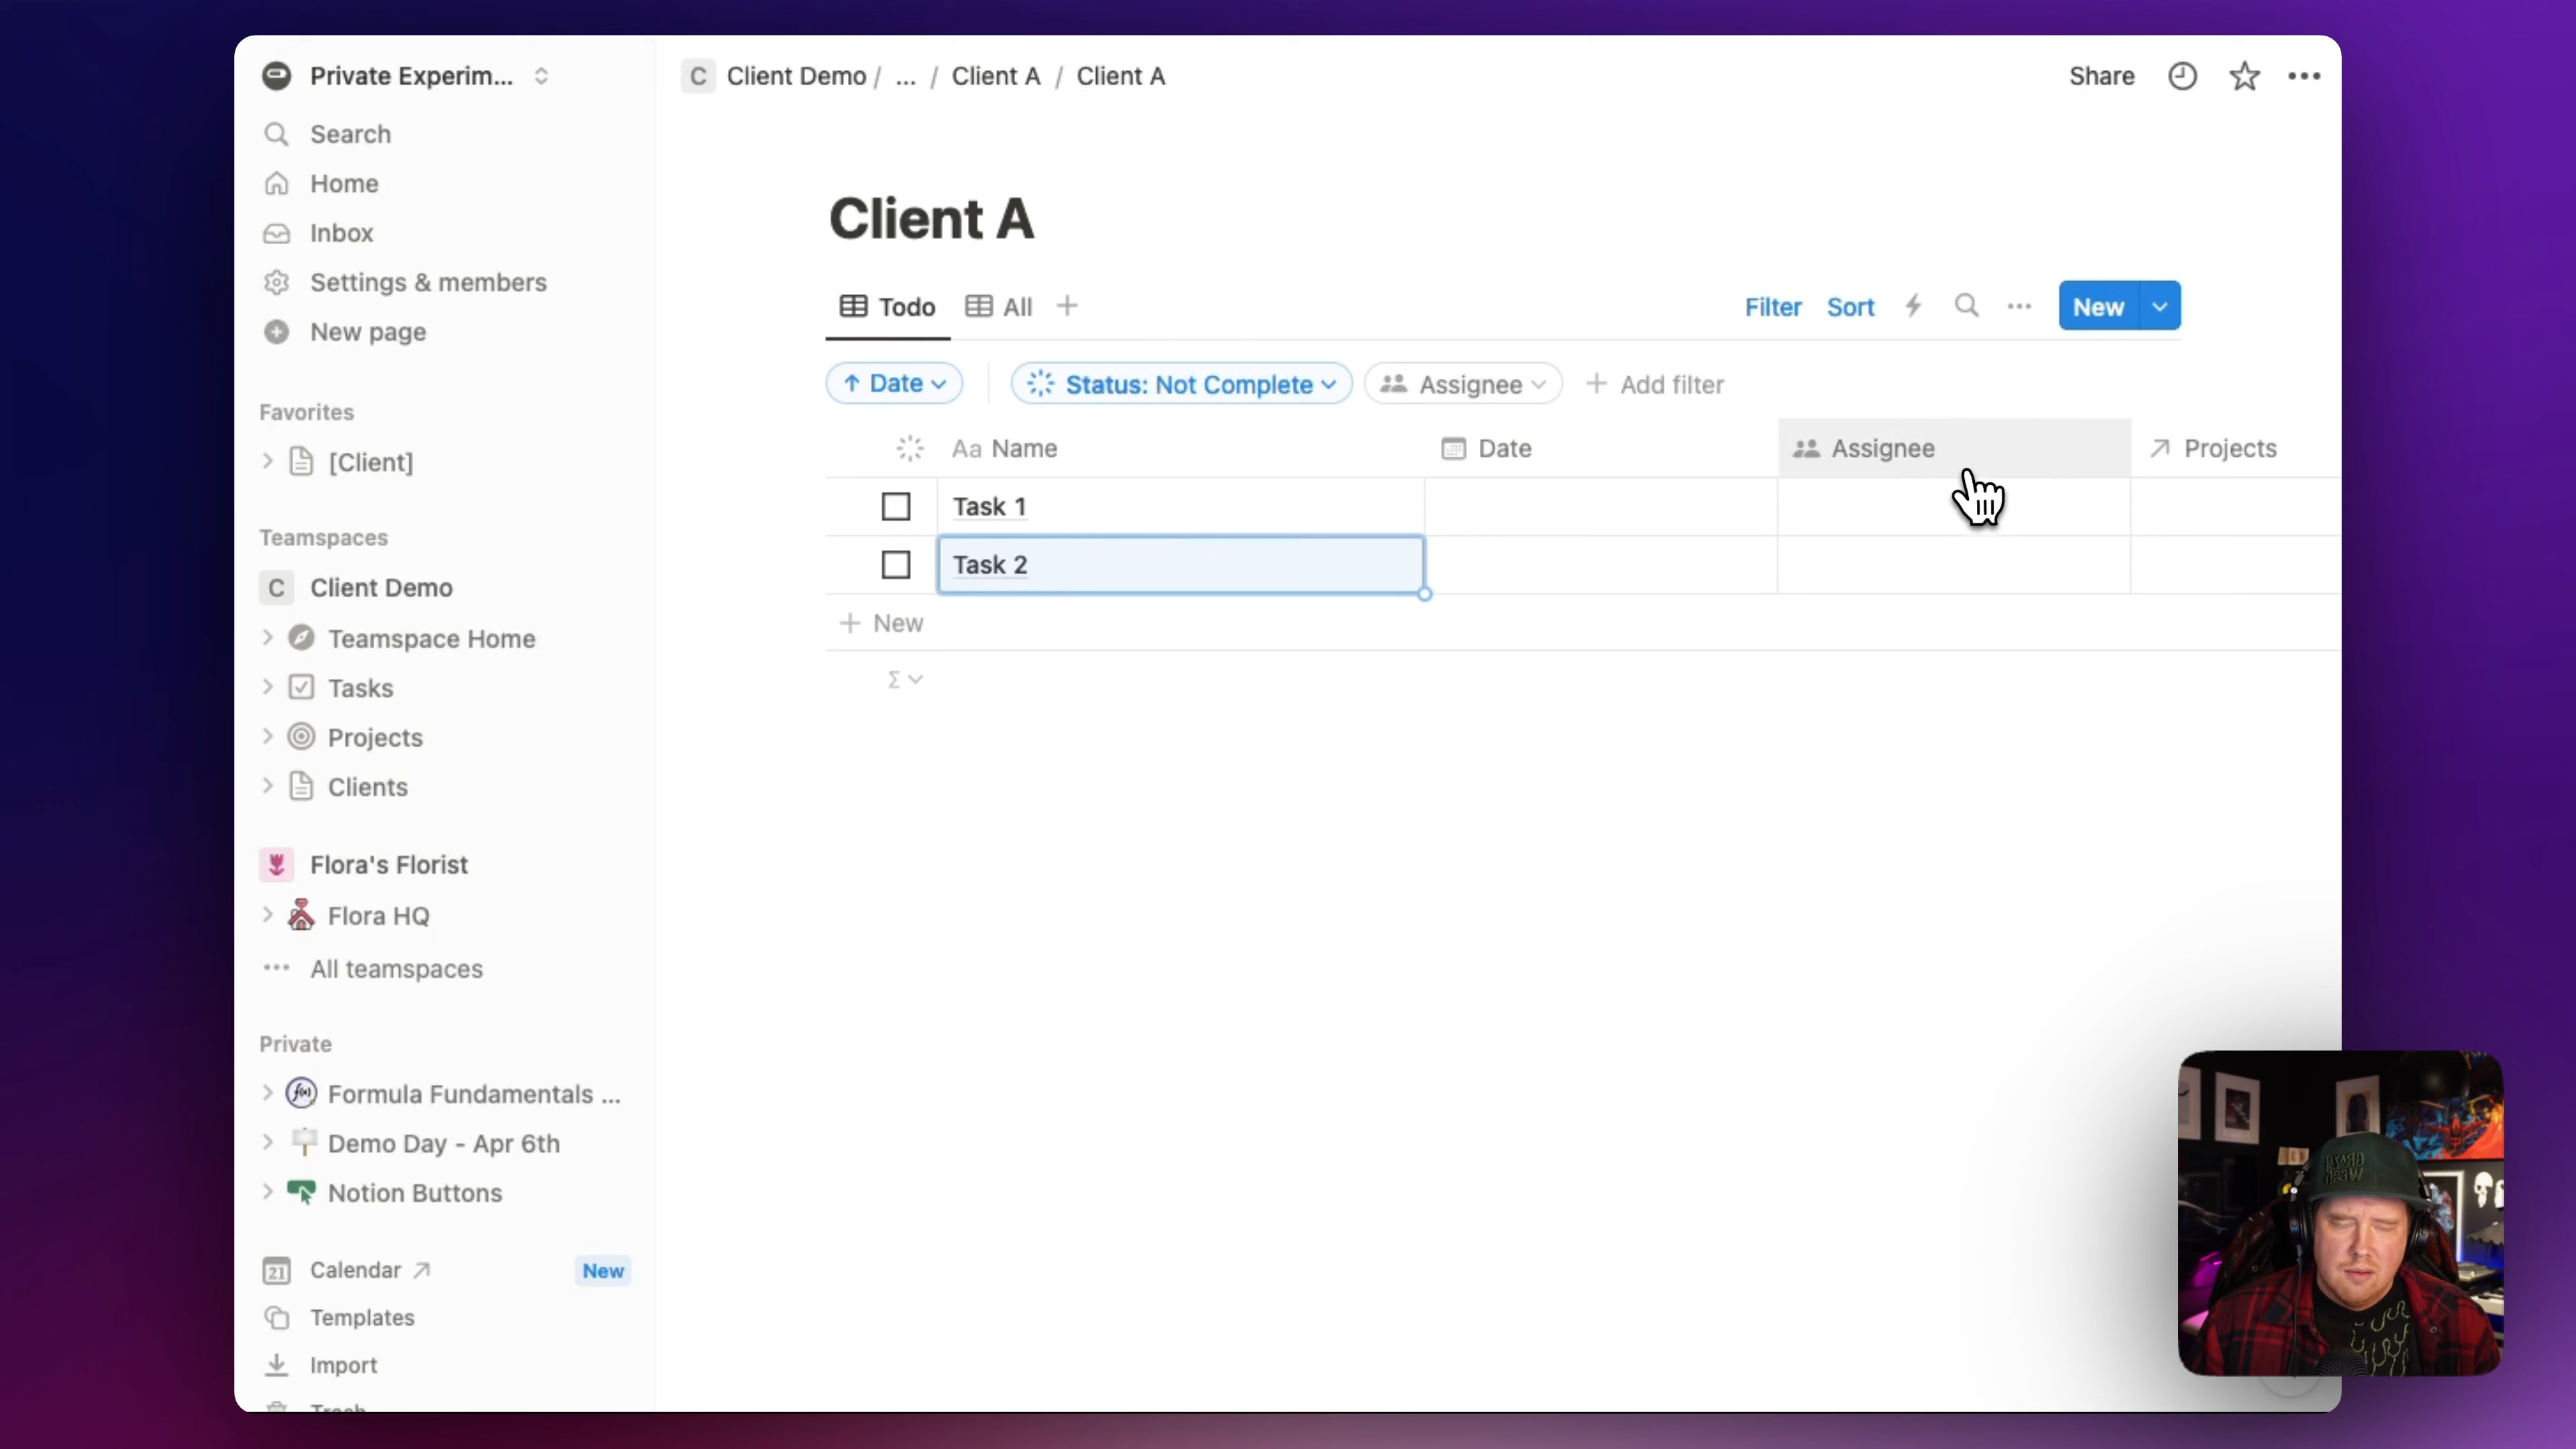 Private Experim...
Search
Home
Inbox
Settings & members
New page
Favorites
[Client]
Teamspaces
C Client Demo
Teamspace Home
Tasks
Projects
Clients
Flora's Florist
Flora HQ
All teamspaces
Private
Formula Fundamentals ...
Demo Day - Apr 6th
Notion Buttons
21 Calendar New
Templates
Import
Trash
C Client Demo / ... / Client A / Client A
Share
Client A
Todo All
Filter Sort New
Date Status: Not Complete Assignee Add filter
Aa Name Date Assignee Projects
Task 1
Task 2
New
Σ